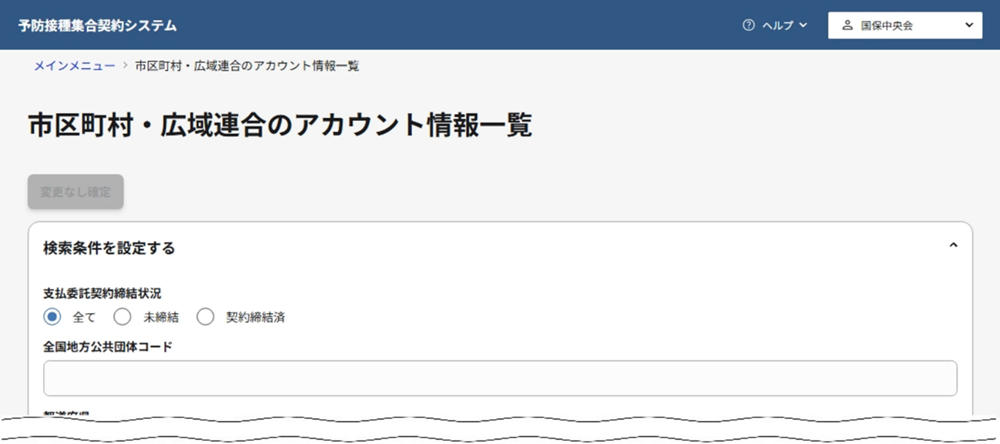 予防接種集合契約システム
ヘルプ
国保中央会
メインメニュー > 市区町村・広域連合のアカウント情報一覧
市区町村・広域連合のアカウント情報一覧
変更なし確定
検索条件を設定する
支払委託契約締結状況
全て 未締結 契約締結済
全国地方公共団体コード